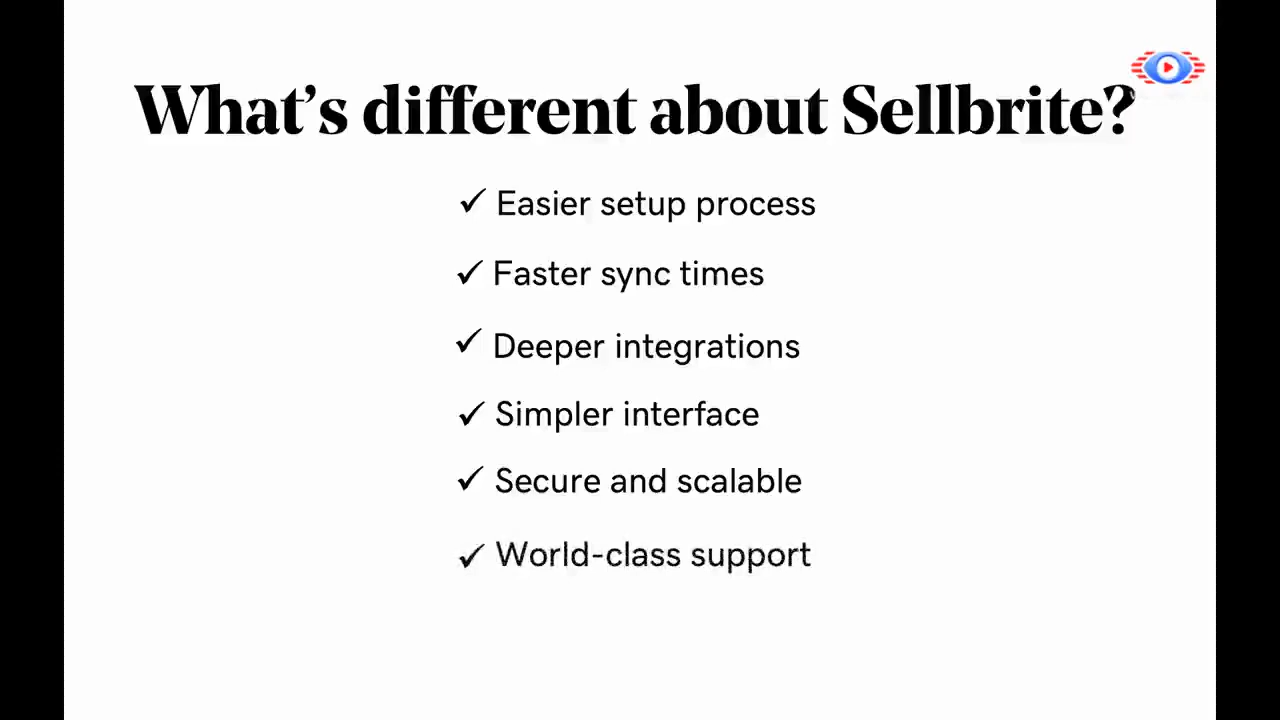 What's different about Sellbrite?
✓ Easier setup process
✓ Faster sync times
✓ Deeper integrations
✓ Simpler interface
✓ Secure and scalable
✓ World-class support